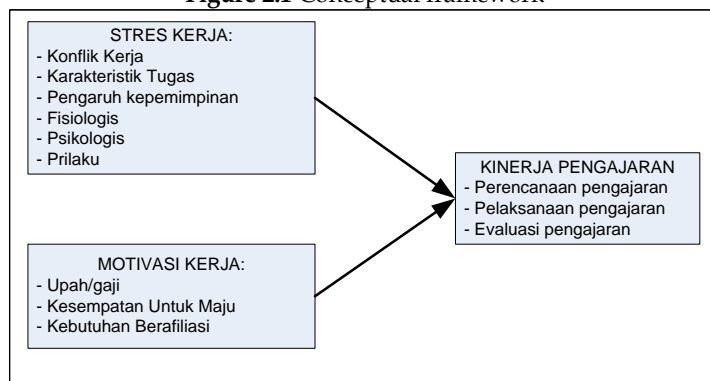 Figure 2.1 Conceptual framework
STRES KERJA:
- Konflik Kerja
- Karakteristik Tugas
- Pengaruh kepemimpinan
- Fisiologis
- Psikologis
- Prilaku
MOTIVASI KERJA:
- Upah/gaji
- Kesempatan Untuk Maju
- Kebutuhan Berafiliasi
KINERJA PENGAJARAN
- Perencanaan pengajaran
- Pelaksanaan pengajaran
- Evaluasi pengajaran